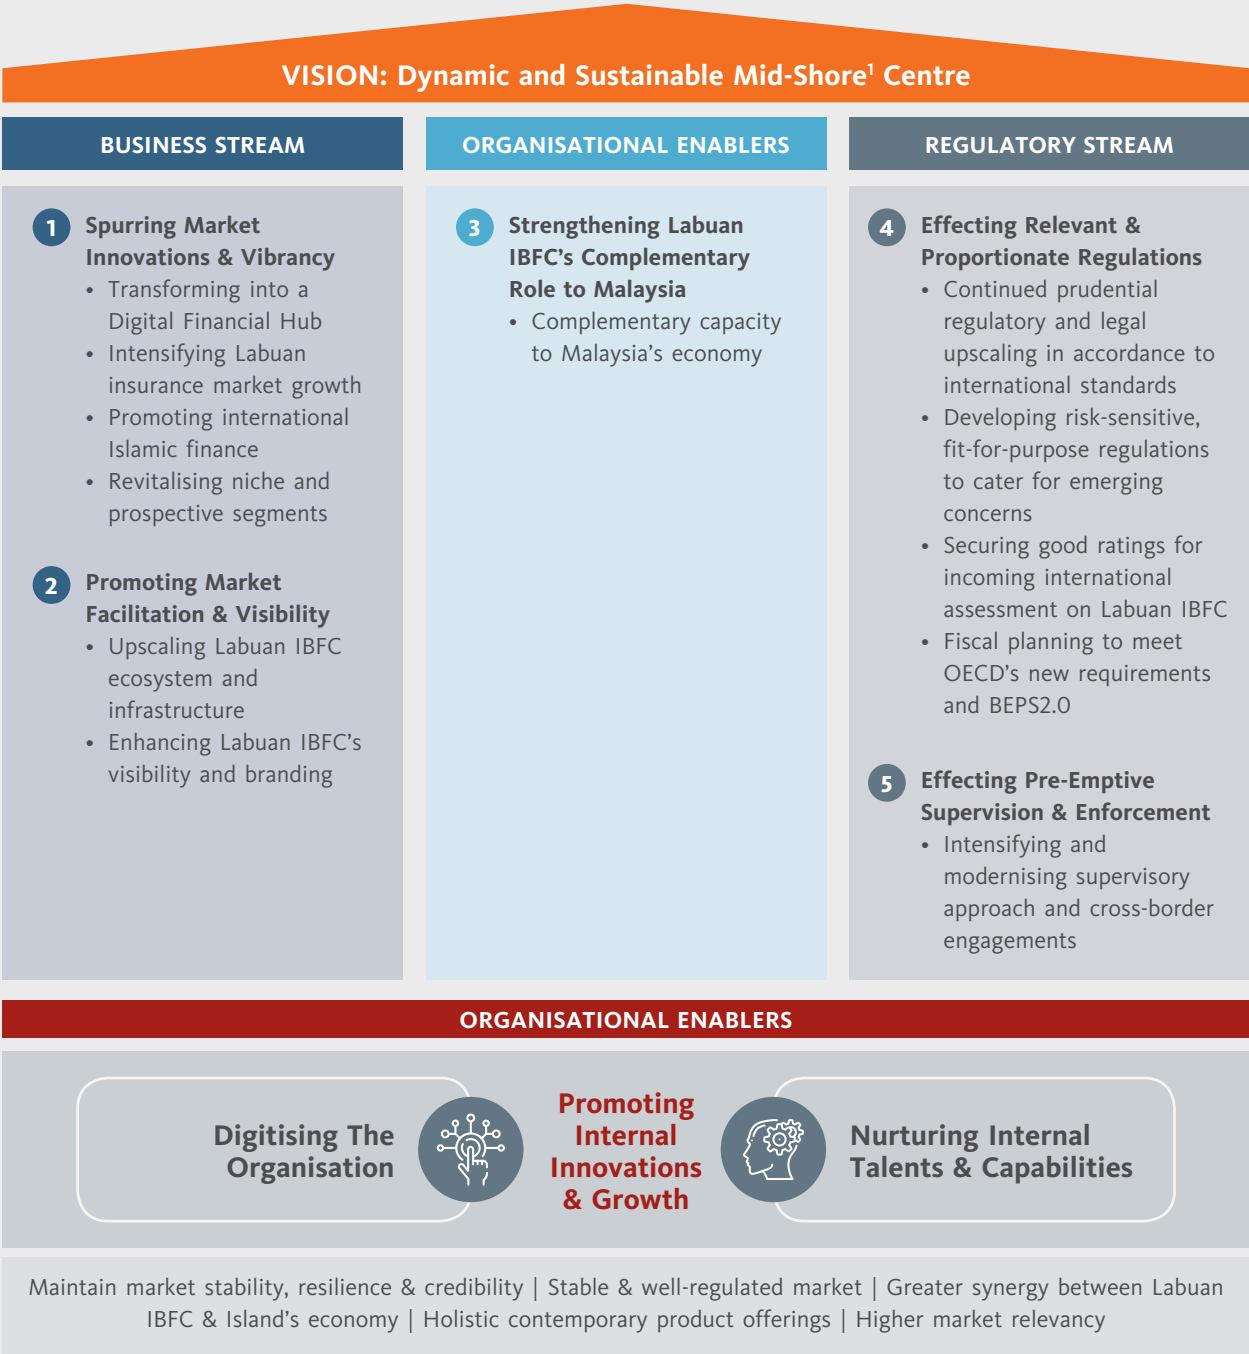 VISION: Dynamic and Sustainable Mid-Shore¹ Centre
BUSINESS STREAM
1 Spurring Market
Innovations & Vibrancy
• Transforming into a
Digital Financial Hub
• Intensifying Labuan
insurance market growth
• Promoting international
Islamic finance
• Revitalising niche and
prospective segments
2 Promoting Market
Facilitation & Visibility
• Upscaling Labuan IBFC
ecosystem and
infrastructure
• Enhancing Labuan IBFC's
visibility and branding
ORGANISATIONAL ENABLERS
3 Strengthening Labuan
IBFC's Complementary
Role to Malaysia
• Complementary capacity
to Malaysia's economy
REGULATORY STREAM
4 Effecting Relevant &
Proportionate Regulations
• Continued prudential
regulatory and legal
upscaling in accordance to
international standards
• Developing risk-sensitive,
fit-for-purpose regulations
to cater for emerging
concerns
• Securing good ratings for
incoming international
assessment on Labuan IBFC
• Fiscal planning to meet
OECD's new requirements
and BEPS2.0
5 Effecting Pre-Emptive
Supervision & Enforcement
• Intensifying and
modernising supervisory
approach and cross-border
engagements
ORGANISATIONAL ENABLERS
Digitising The
Organisation
Promoting
Internal
Innovations
& Growth
Nurturing Internal
Talents & Capabilities
Maintain market stability, resilience & credibility | Stable & well-regulated market | Greater synergy between Labuan
IBFC & Island's economy | Holistic contemporary product offerings | Higher market relevancy